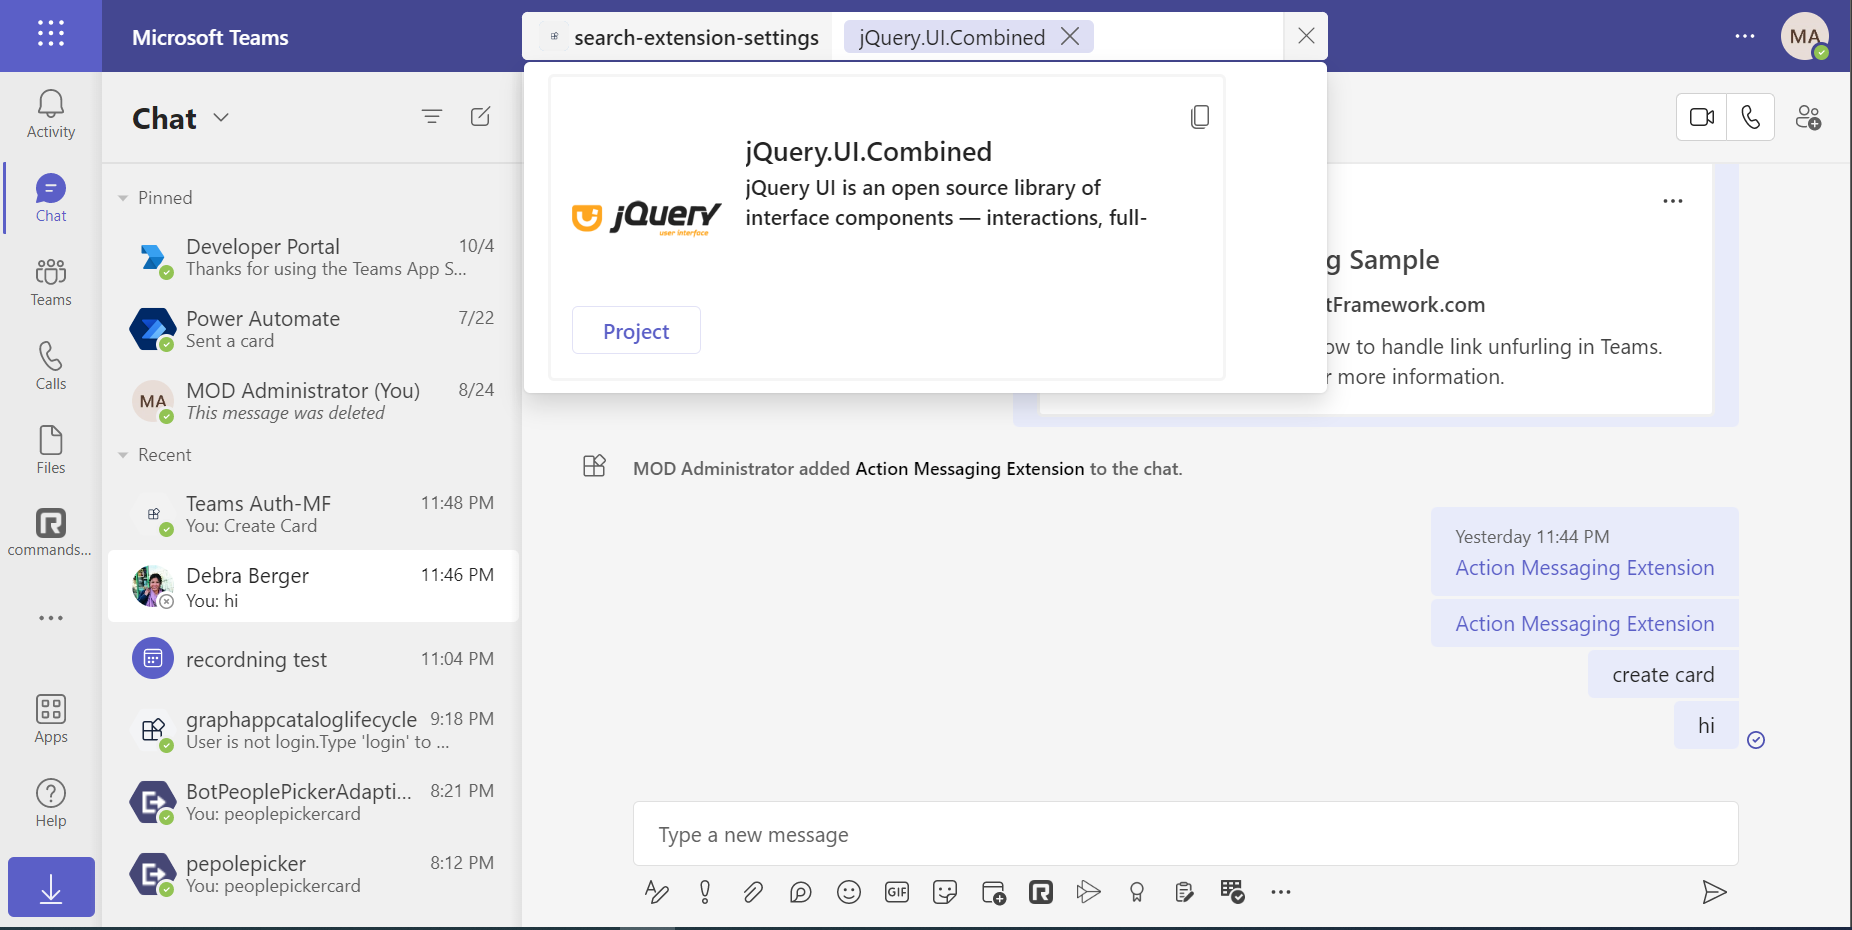 Microsoft Teams
search-extension-settings
jQuery.UI.Combined
MA
Activity
Chat
Teams
Calls
Files
commands...
Apps
Help
Chat
Pinned
Developer Portal
10/4
Thanks for using the Teams App S...
Power Automate
7/22
Sent a card
MA
MOD Administrator (You)
8/24
This message was deleted
Recent
Teams Auth-MF
11:48 PM
You: Create Card
Debra Berger
11:46 PM
You: hi
recordning test
11:04 PM
graphappcataloglifecycle
9:18 PM
User is not login.Type 'login' to ...
BotPeoplePickerAdapti...
8:21 PM
You: peoplepickercard
pepolepicker
8:12 PM
You: peoplepickercard
jQuery
user interface
jQuery.UI.Combined
jQuery UI is an open source library of
interface components — interactions, full-
Project
g Sample
tFramework.com
ow to handle link unfurling in Teams.
r more information.
MOD Administrator added Action Messaging Extension to the chat.
Yesterday 11:44 PM
Action Messaging Extension
Action Messaging Extension
create card
hi
Type a new message
GIF